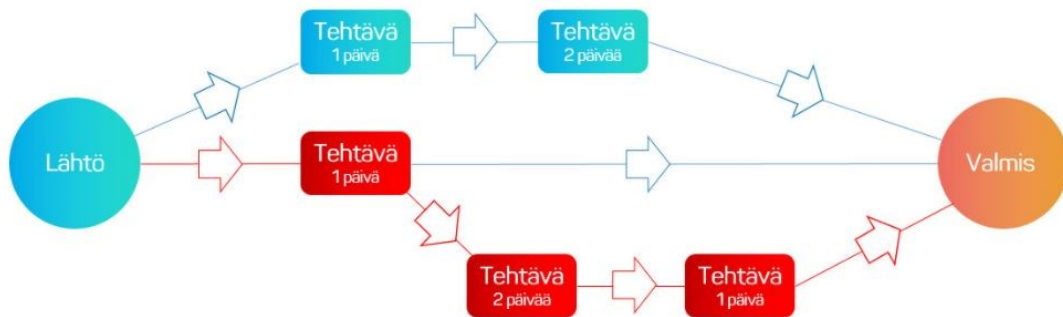 Tehtävä
1 päivä
Tehtävä
2 päivää
Lähtö
Tehtävä
1 päivä
Valmis
Tehtävä
2 päivää
Tehtävä
1 päivä